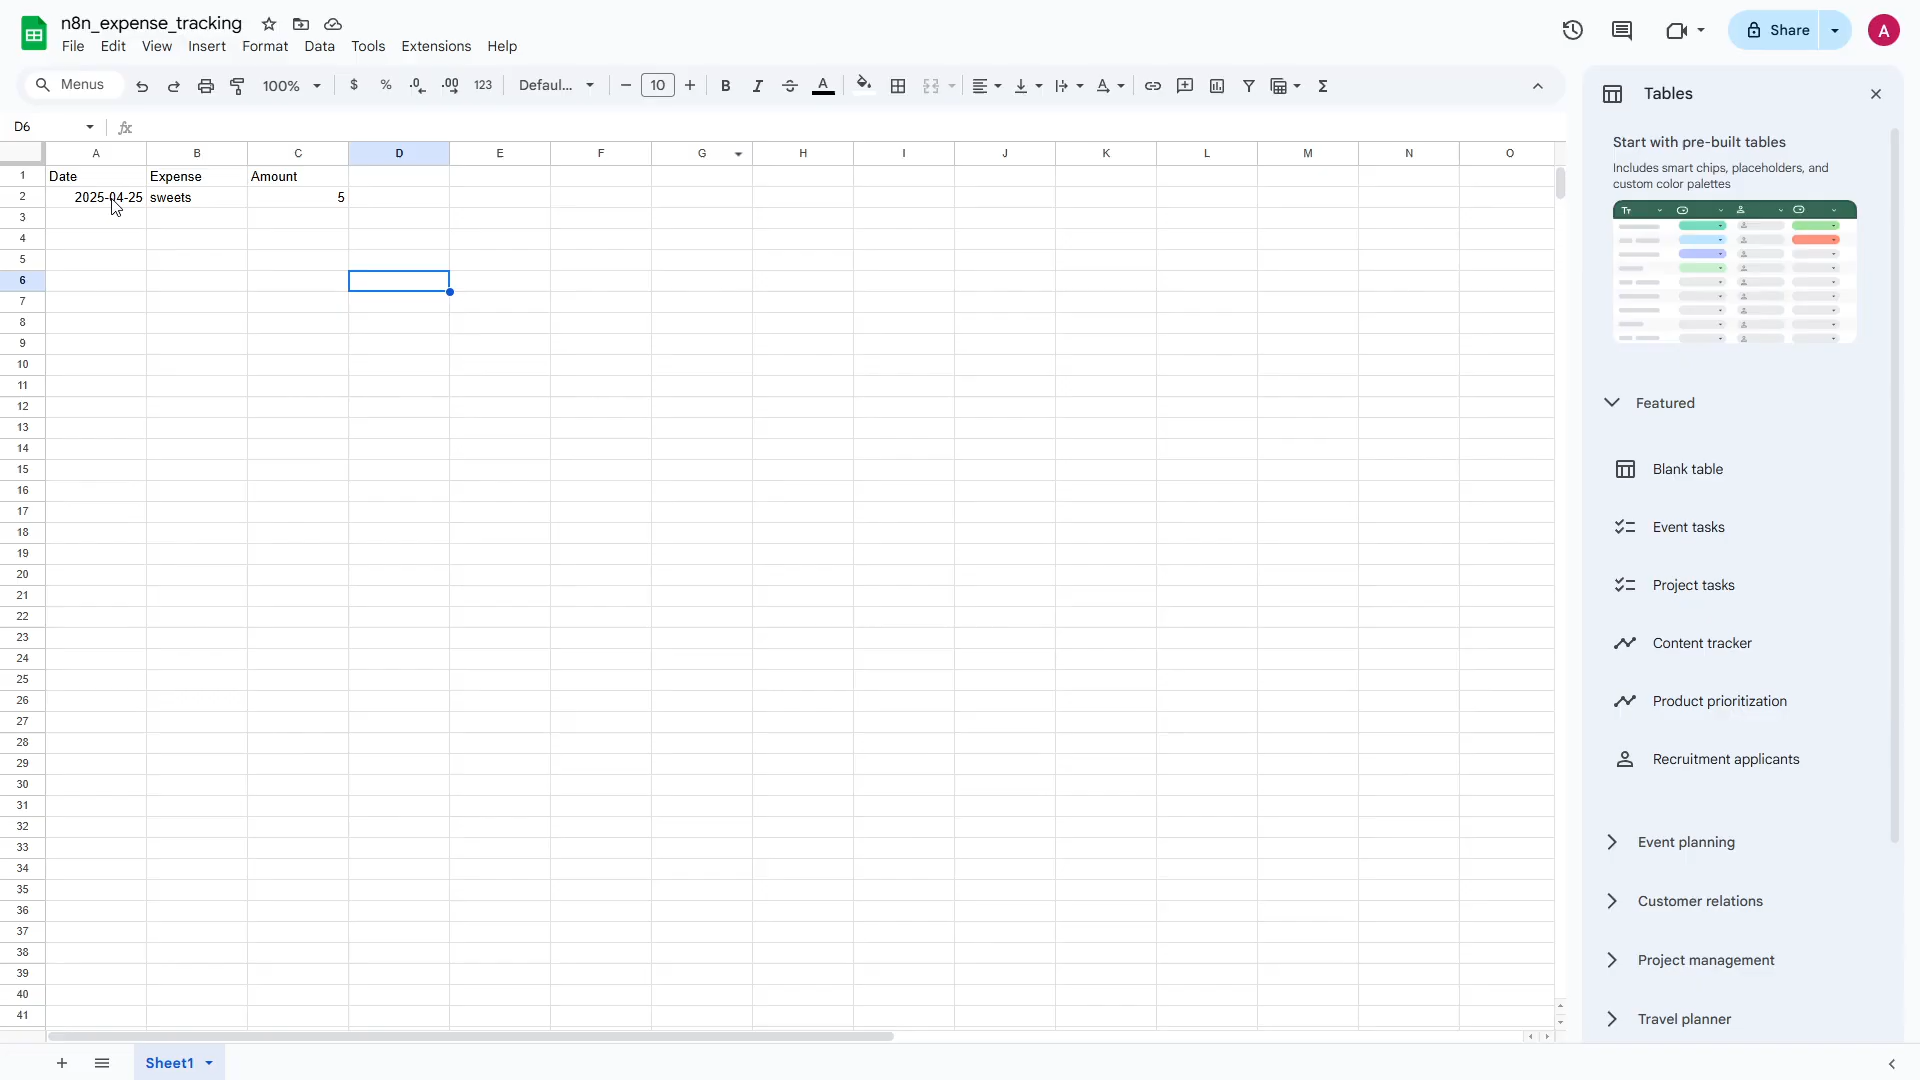 n8n_expense_tracking
File Edit View Insert Format Data Tools Extensions Help
Share
A
Menus 100% $ % .0 .00 123 Defaul... 10 B I A Σ
D6 fx
A B C D E F G H I J K L M N O
1 Date Expense Amount
2 2025-04-25 sweets 5
3
4
5
6
7
8
9
10
11
12
13
14
15
16
17
18
19
20
21
22
23
24
25
26
27
28
29
30
31
32
33
34
35
36
37
38
39
40
41
Sheet1
Tables
Start with pre-built tables
Includes smart chips, placeholders, and
custom color palettes
Tт
Featured
Blank table
Event tasks
Project tasks
Content tracker
Product prioritization
Recruitment applicants
Event planning
Customer relations
Project management
Travel planner